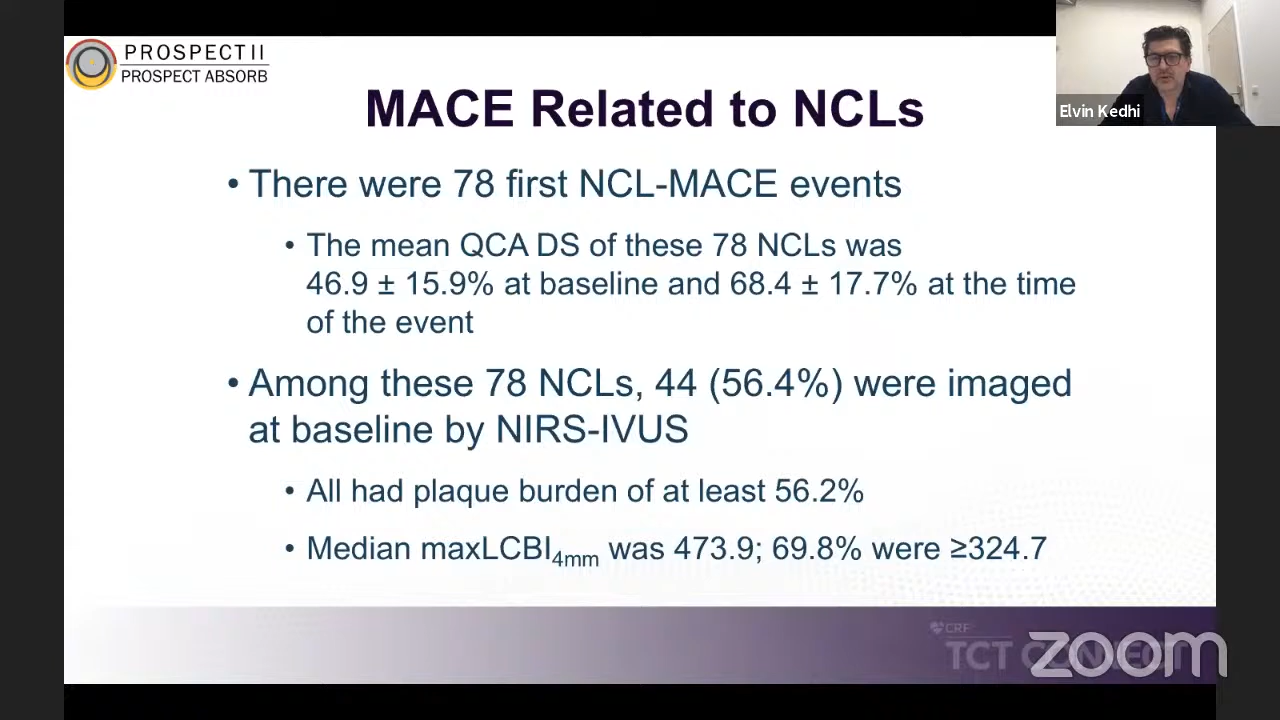 PROSPECT II
PROSPECT ABSORB
MACE Related to NCLs
Elvin Kedhi
• There were 78 first NCL-MACE events
• The mean QCA DS of these 78 NCLs was
46.9 ± 15.9% at baseline and 68.4 ± 17.7% at the time
of the event
• Among these 78 NCLs, 44 (56.4%) were imaged
at baseline by NIRS-IVUS
• All had plaque burden of at least 56.2%
• Median maxLCBI4mm was 473.9; 69.8% were ≥324.7
CRF
TCT CONNECT
zoom